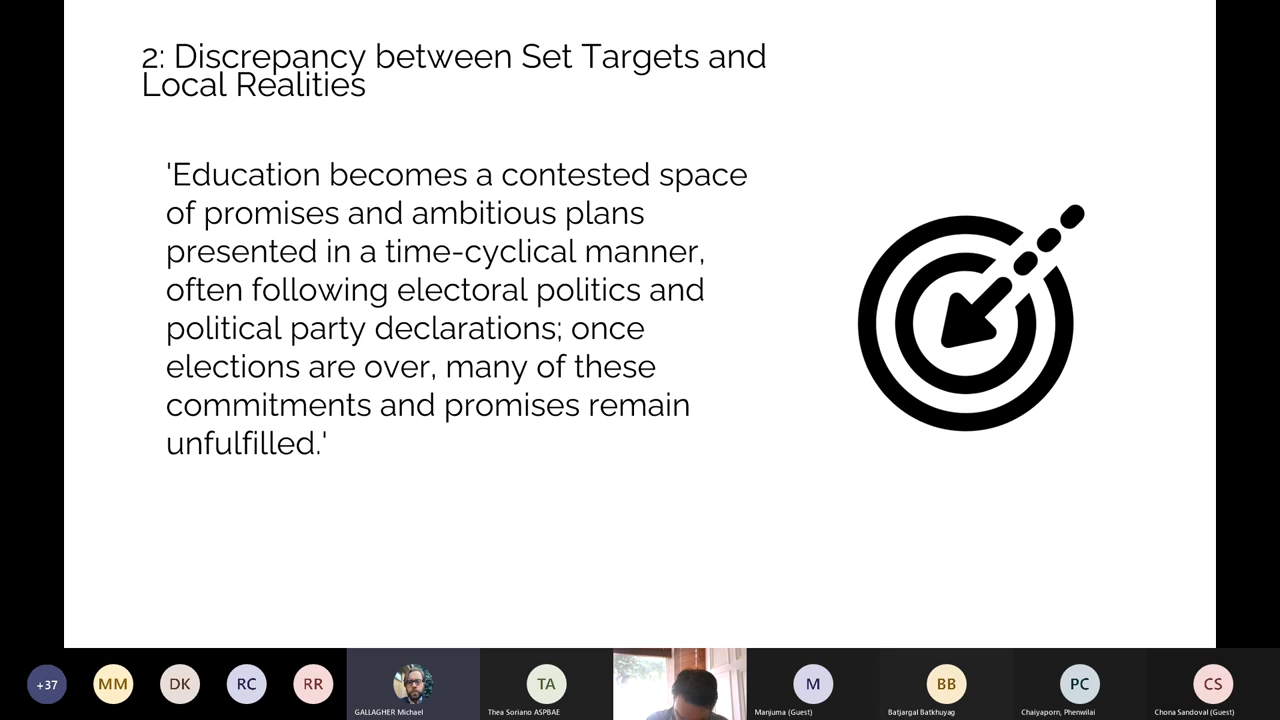 2: Discrepancy between Set Targets and
Local Realities
'Education becomes a contested space
of promises and ambitious plans
presented in a time-cyclical manner,
often following electoral politics and
political party declarations; once
elections are over, many of these
commitments and promises remain
unfulfilled.'
+37
MM
DK
RC
RR
GALLAGHER Michael
TA
Thea Soriano ASPBAE
M
Manjuma (Guest)
BB
Batjargal Batkhuyag
PC
Chaiyaporn, Phenwilai
CS
Chona Sandoval (Guest)